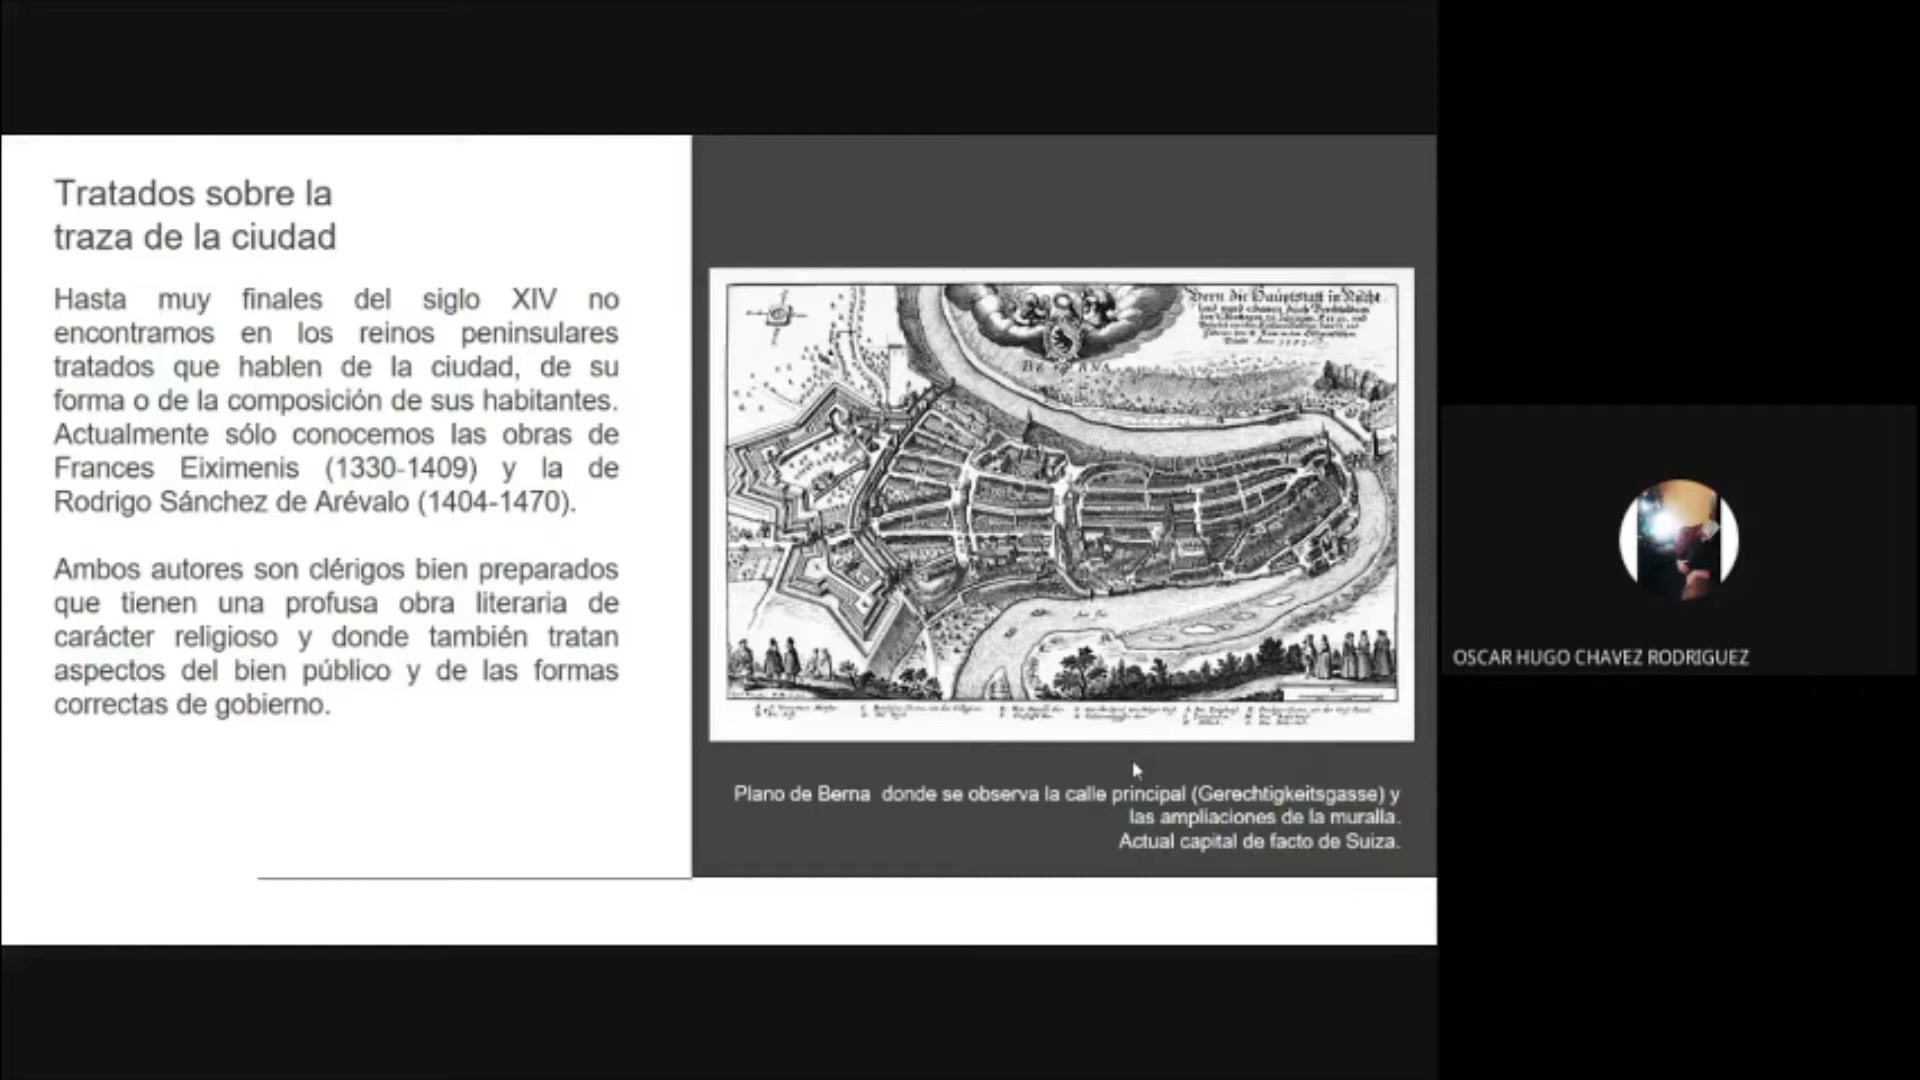 Tratados sobre la
traza de la ciudad
Hasta muy finales del siglo XIV no
encontramos en los reinos peninsulares
tratados que hablen de la ciudad, de su
forma o de la composición de sus habitantes.
Actualmente sólo conocemos las obras de
Frances Eiximenis (1330-1409) y la de
Rodrigo Sánchez de Arévalo (1404-1470).
Ambos autores son clérigos bien preparados
que tienen una profusa obra literaria de
carácter religioso y donde también tratan
aspectos del bien público y de las formas
correctas de gobierno.
Bern die Hauptstatt in
Plano de Berna donde se observa la calle principal (Gerechtigkeitsgasse) y
las ampliaciones de la muralla.
Actual capital de facto de Suiza.
OSCAR HUGO CHAVEZ RODRIGUEZ